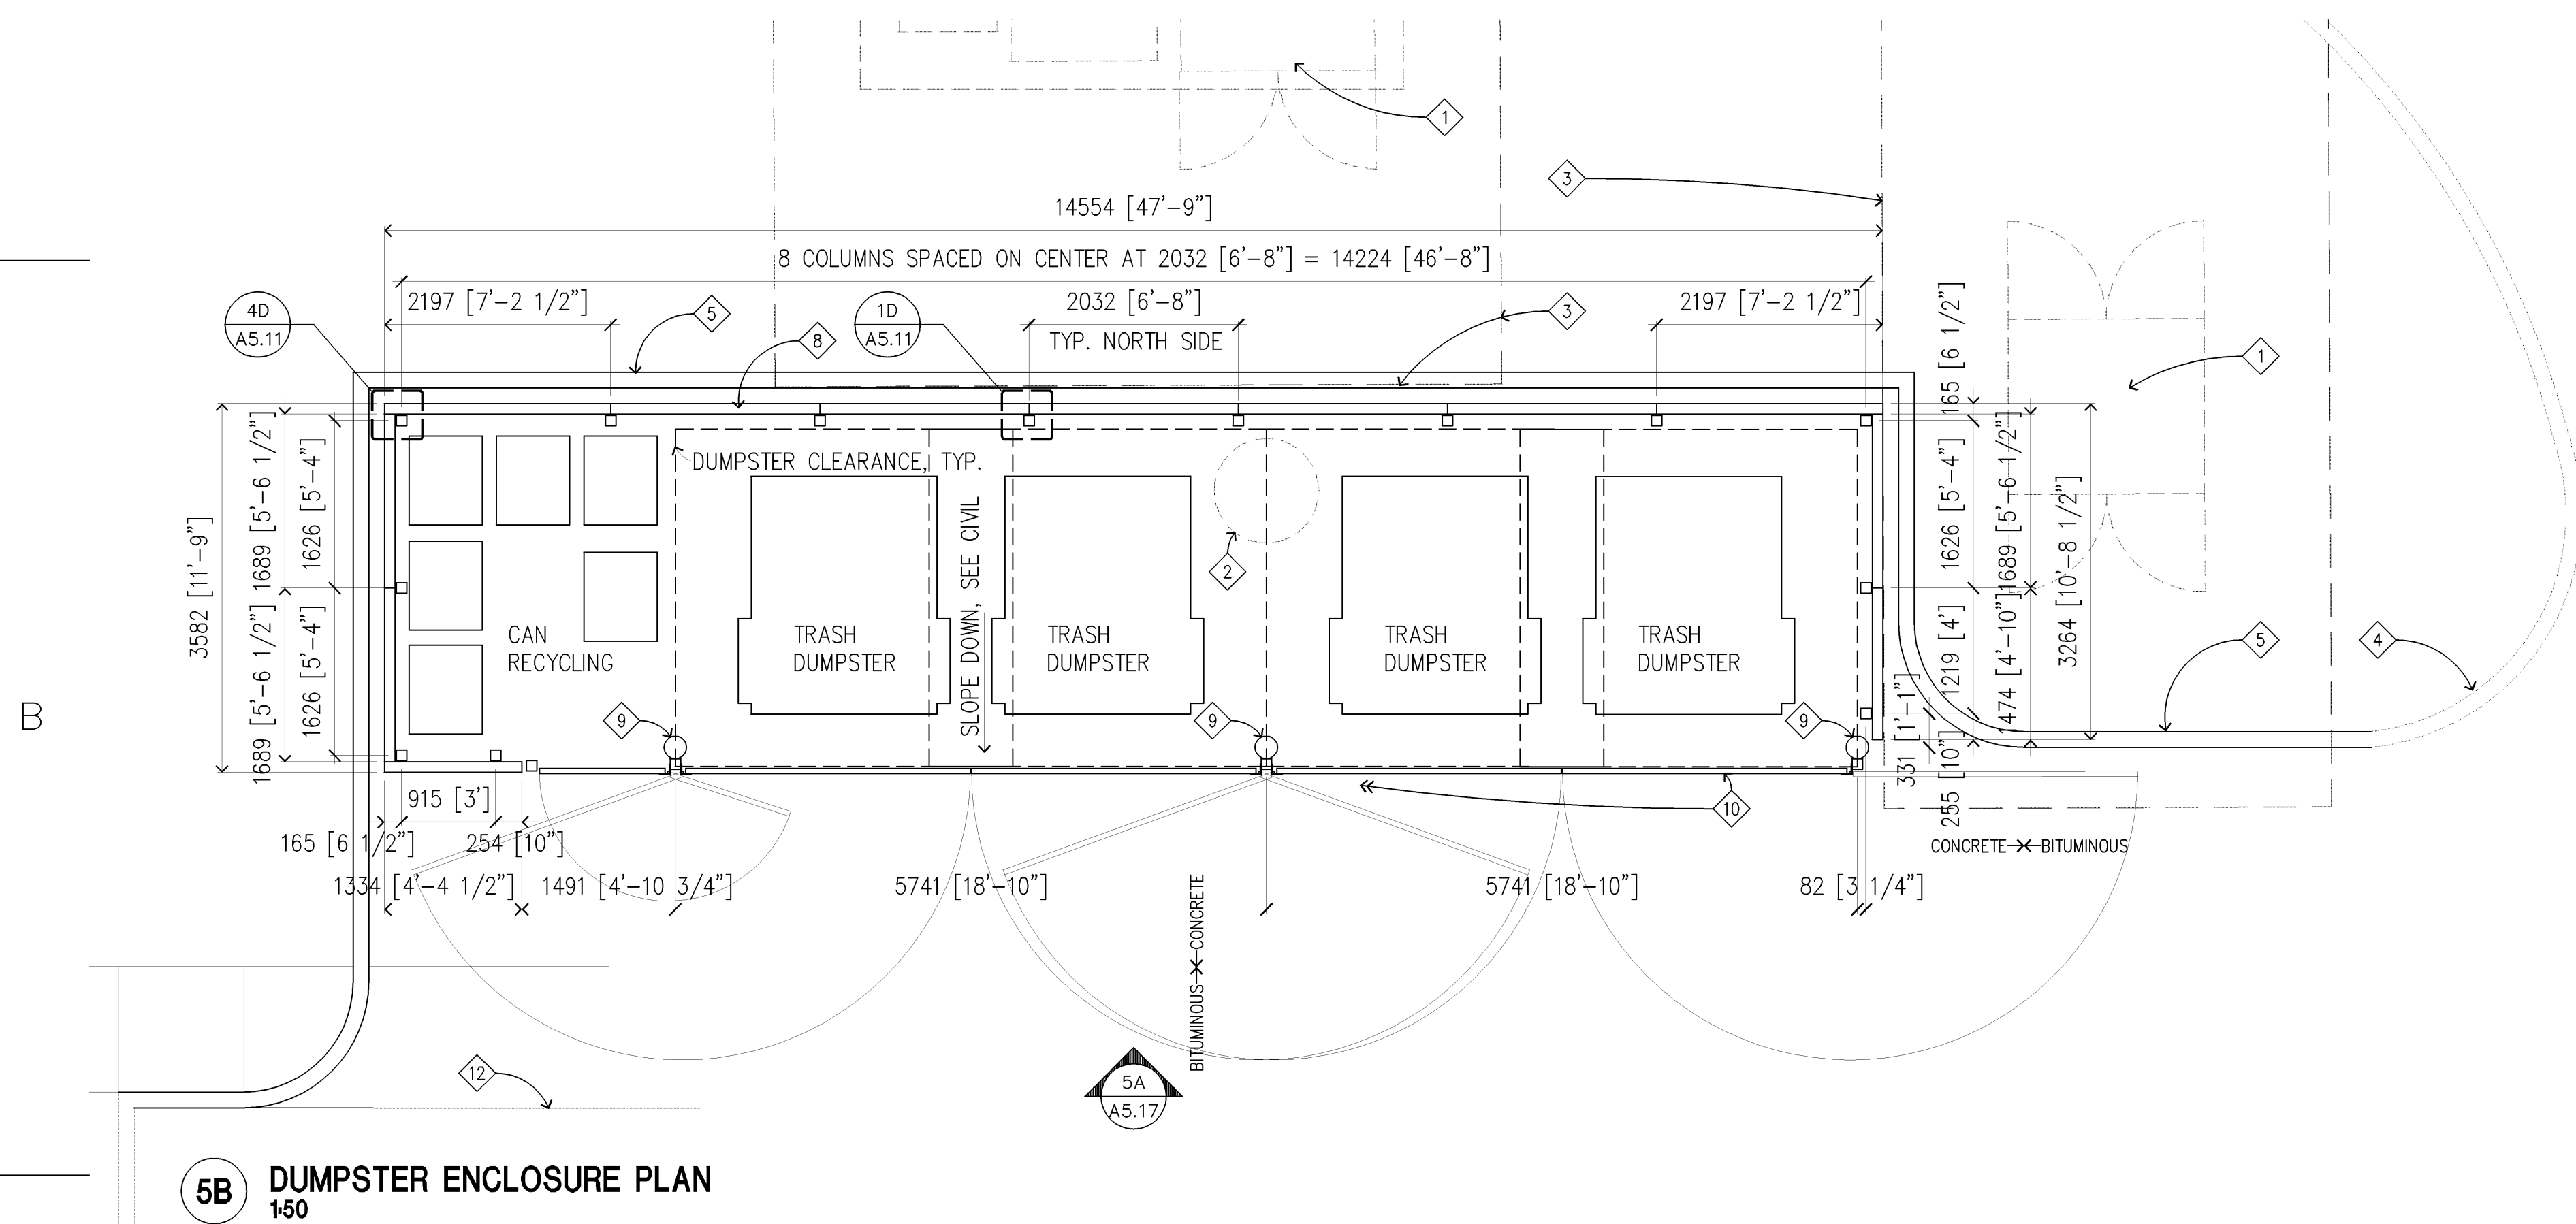 1
3
14554 [47'-9"]
8 COLUMNS SPACED ON CENTER AT 2032 [6'-8"] = 14224 [46'-8"]
2197 [7'-2 1/2"]
2032 [6'-8"]
2197 [7'-2 1/2"]
TYP. NORTH SIDE
4D
A5.11
5
1D
A5.11
3
8
165 [6 1/2"]
1
DUMPSTER CLEARANCE, TYP.
3582 [11'-9"]
1689 [5'-6 1/2"]
1689 [5'-6 1/2"]
1626 [5'-4"]
1626 [5'-4"]
SLOPE DOWN, SEE CIVIL
2
1626 [5'-4"]
1689 [5'-6 1/2"]
1219 [4']
1474 [4'-10"]
3264 [10'-8 1/2"]
331 [1'-1"]
255 [10"]
CAN
RECYCLING
TRASH
DUMPSTER
TRASH
DUMPSTER
TRASH
DUMPSTER
TRASH
DUMPSTER
5
4
B
9
9
9
10
915 [3']
165 [6 1/2"]
254 [10"]
CONCRETE
BITUMINOUS
1334 [4'-4 1/2"]
1491 [4'-10 3/4"]
5741 [18'-10"]
5741 [18'-10"]
82 [3 1/4"]
CONCRETE
BITUMINOUS
12
5A
A5.17
5B
DUMPSTER ENCLOSURE PLAN
1:50